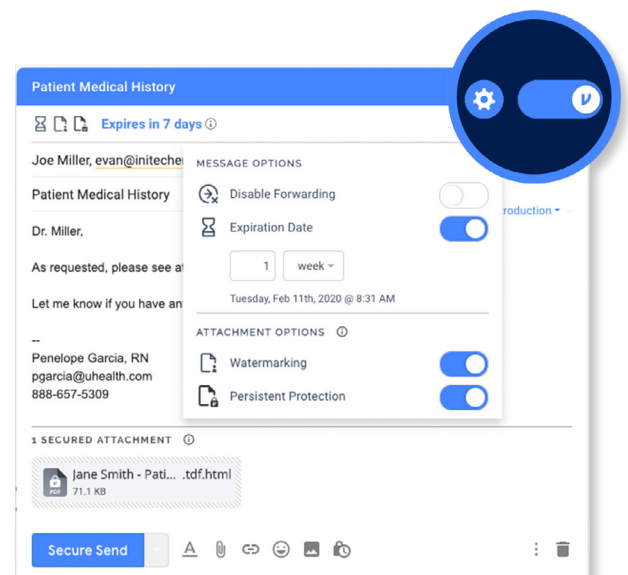 Patient Medical History
Expires in 7 days
Joe Miller, evan@initeche
Patient Medical History
roduction
Dr. Miller,
As requested, please see a
Let me know if you have an
--
Penelope Garcia, RN
pgarcia@uhealth.com
888-657-5309
MESSAGE OPTIONS
Disable Forwarding
Expiration Date
1 week
Tuesday, Feb 11th, 2020 @ 8:31 AM
ATTACHMENT OPTIONS
Watermarking
Persistent Protection
1 SECURED ATTACHMENT
Jane Smith - Pati... .tdf.html
PDF 71.1 KB
Secure Send